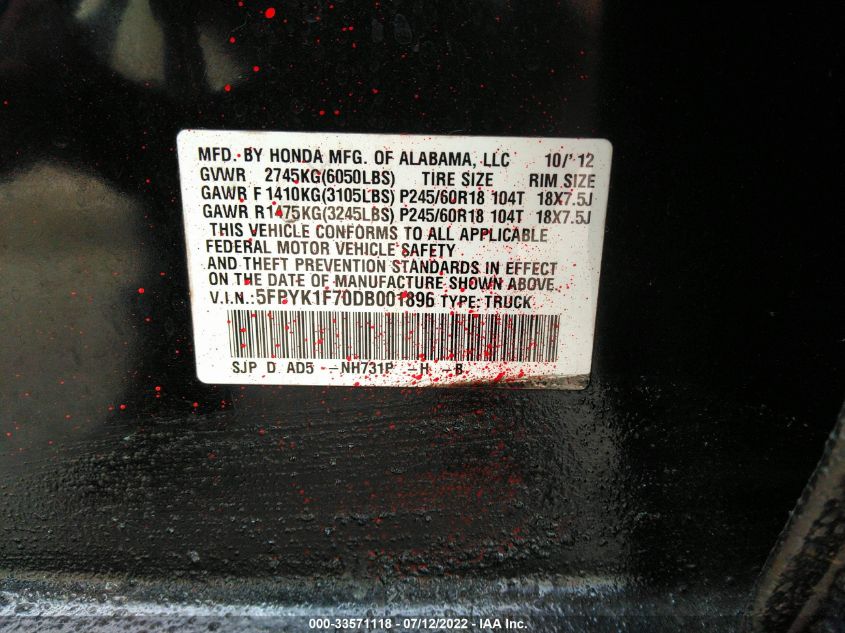 MFD. BY HONDA MFG. OF ALABAMA, LLC 10/'12
GVWR 2745KG(6050LBS) TIRE SIZE RIM SIZE
GAWR F 1410KG(3105LBS) P245/60R18 104T 18X7.5J
GAWR R 1475KG(3245LBS) P245/60R18 104T 18X7.5J
THIS VEHICLE CONFORMS TO ALL APPLICABLE
FEDERAL MOTOR VEHICLE SAFETY
AND THEFT PREVENTION STANDARDS IN EFFECT
ON THE DATE OF MANUFACTURE SHOWN ABOVE.
V.I.N.:5FPYK1F70DB001896 TYPE: TRUCK
SJP D AD5 -NH731P -H -B
000-33571118 - 07/12/2022 - IAA Inc.